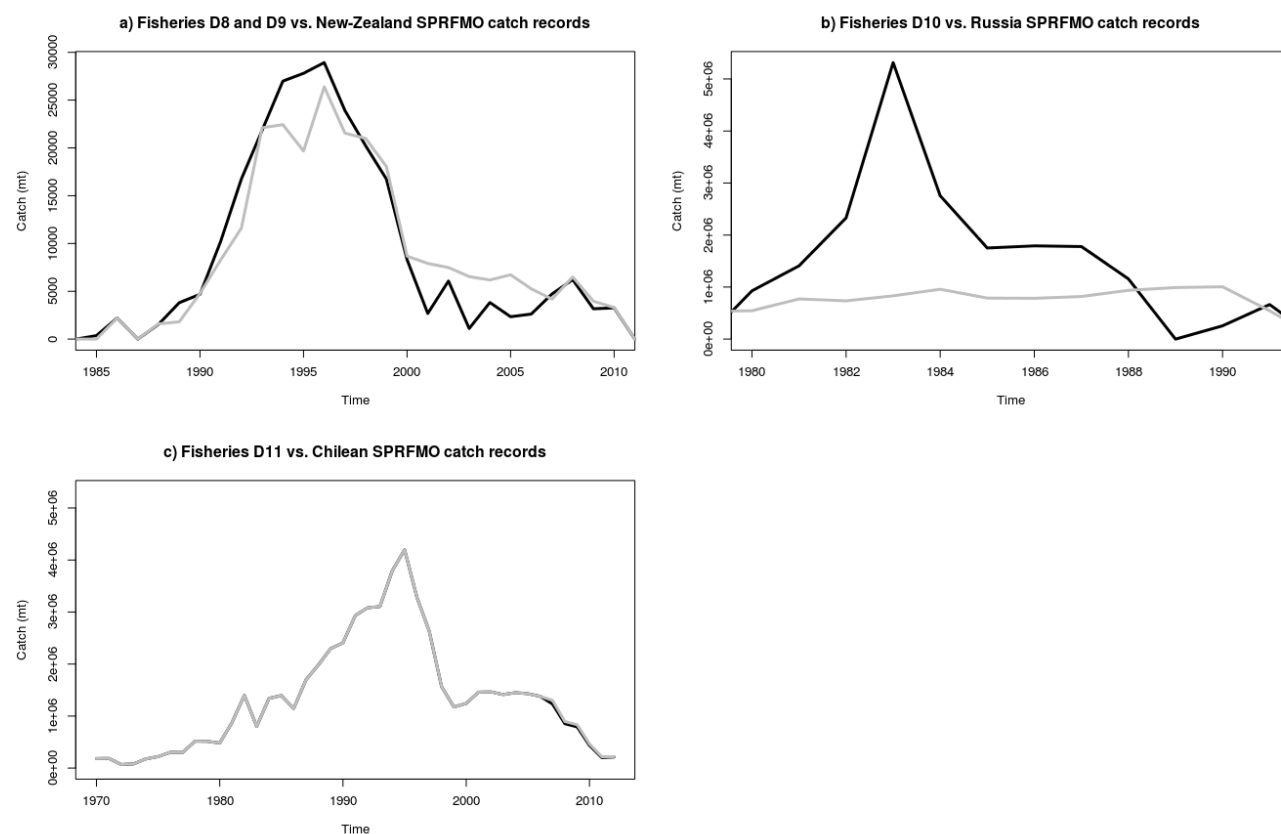 a) Fisheries D8 and D9 vs. New-Zealand SPRFMO catch records
Catch (mt)
30000
25000
20000
15000
10000
5000
0
1985 1990 1995 2000 2005 2010
Time
b) Fisheries D10 vs. Russia SPRFMO catch records
Catch (mt)
5e+06
4e+06
3e+06
2e+06
1e+06
0e+00
1980 1982 1984 1986 1988 1990
Time
c) Fisheries D11 vs. Chilean SPRFMO catch records
Catch (mt)
5e+06
4e+06
3e+06
2e+06
1e+06
0e+00
1970 1980 1990 2000 2010
Time